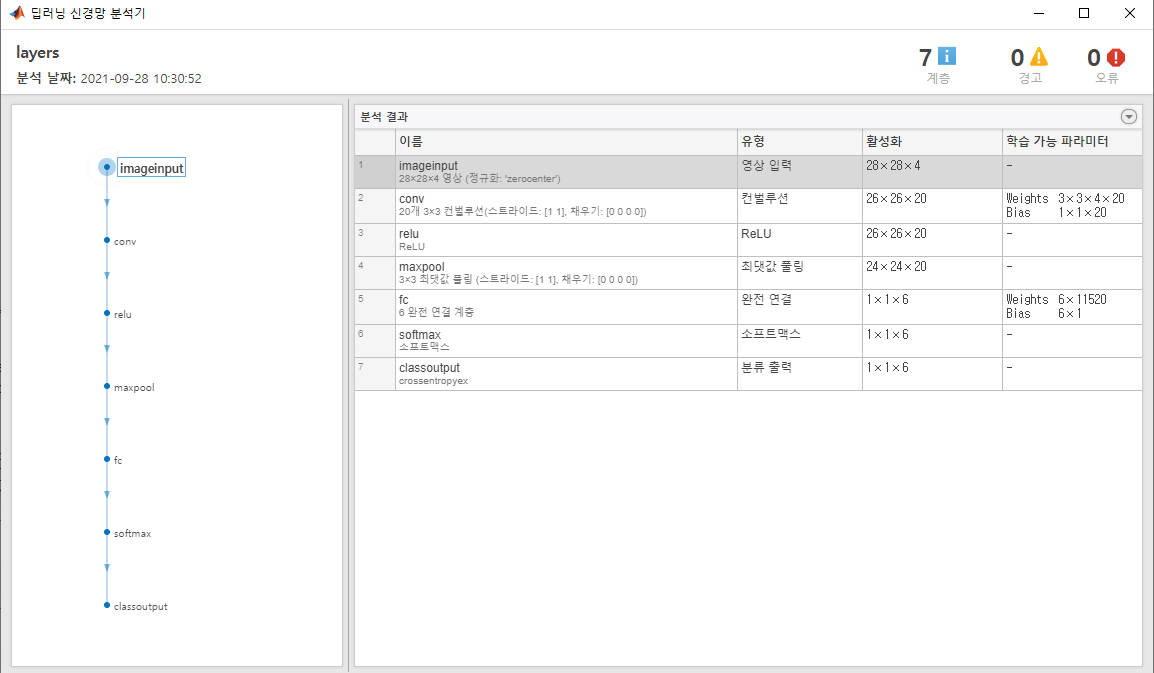 딥러닝 신경망 분석기
layers
분석 날짜: 2021-09-28 10:30:52
7 i
계층
0
경고
0
오류
imageinput
conv
relu
maxpool
fc
softmax
classoutput
분석 결과
이름 유형 활성화 학습 가능 파라미터
1 imageinput 영상 입력 28×28×4 -
28×28×4 영상 (정규화: 'zerocenter')
2 conv 컨벌루션 26×26×20 Weights 3×3×4×20
20개 3×3 컨벌루션(스트라이드: [1 1], 채우기: [0 0 0 0]) Bias 1×1×20
3 relu ReLU 26×26×20 -
ReLU
4 maxpool 최댓값 풀링 24×24×20 -
3×3 최댓값 풀링 (스트라이드: [1 1], 채우기: [0 0 0 0])
5 fc 완전 연결 1×1×6 Weights 6×11520
6 완전 연결 계층 Bias 6×1
6 softmax 소프트맥스 1×1×6 -
소프트맥스
7 classoutput 분류 출력 1×1×6 -
crossentropyex